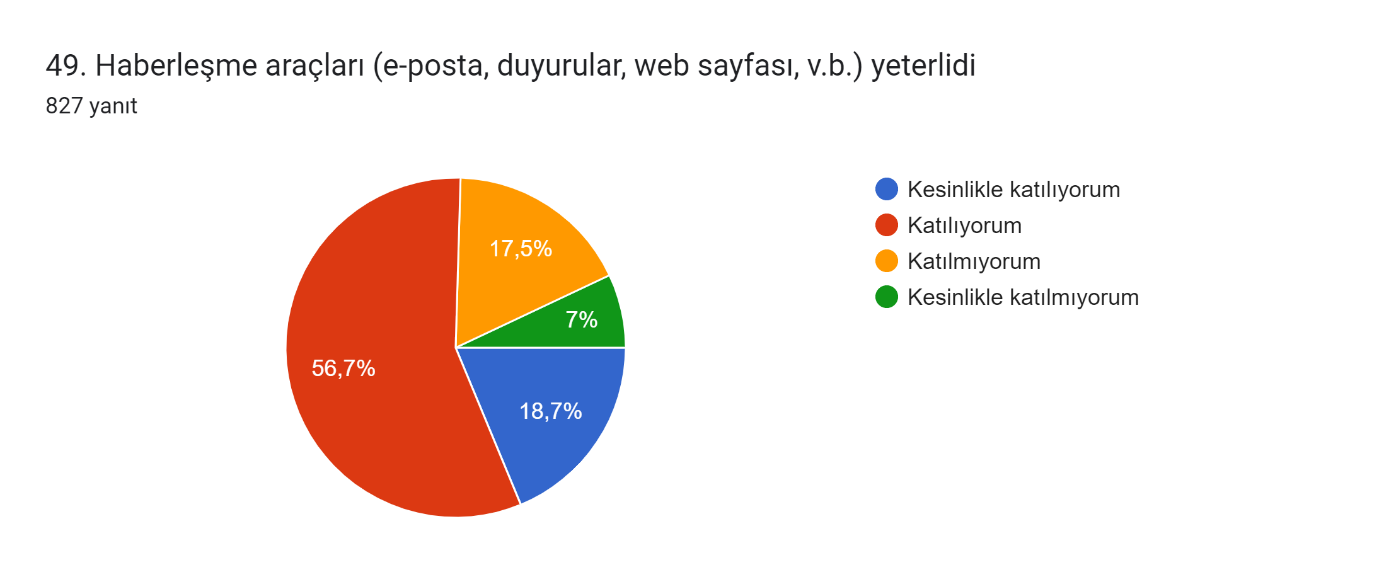 49. Haberleşme araçları (e-posta, duyurular, web sayfası, v.b.) yeterlidi
827 yanıt
Kesinlikle katılıyorum
Katılıyorum
Katılmıyorum
Kesinlikle katılmıyorum
17,5%
7%
56,7%
18,7%